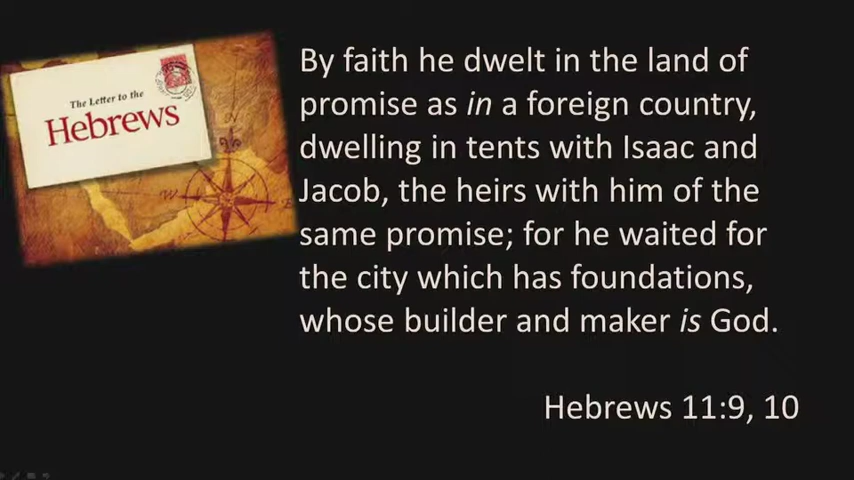 The Letter to the
Hebrews
By faith he dwelt in the land of
promise as in a foreign country,
dwelling in tents with Isaac and
Jacob, the heirs with him of the
same promise; for he waited for
the city which has foundations,
whose builder and maker is God.
Hebrews 11:9, 10